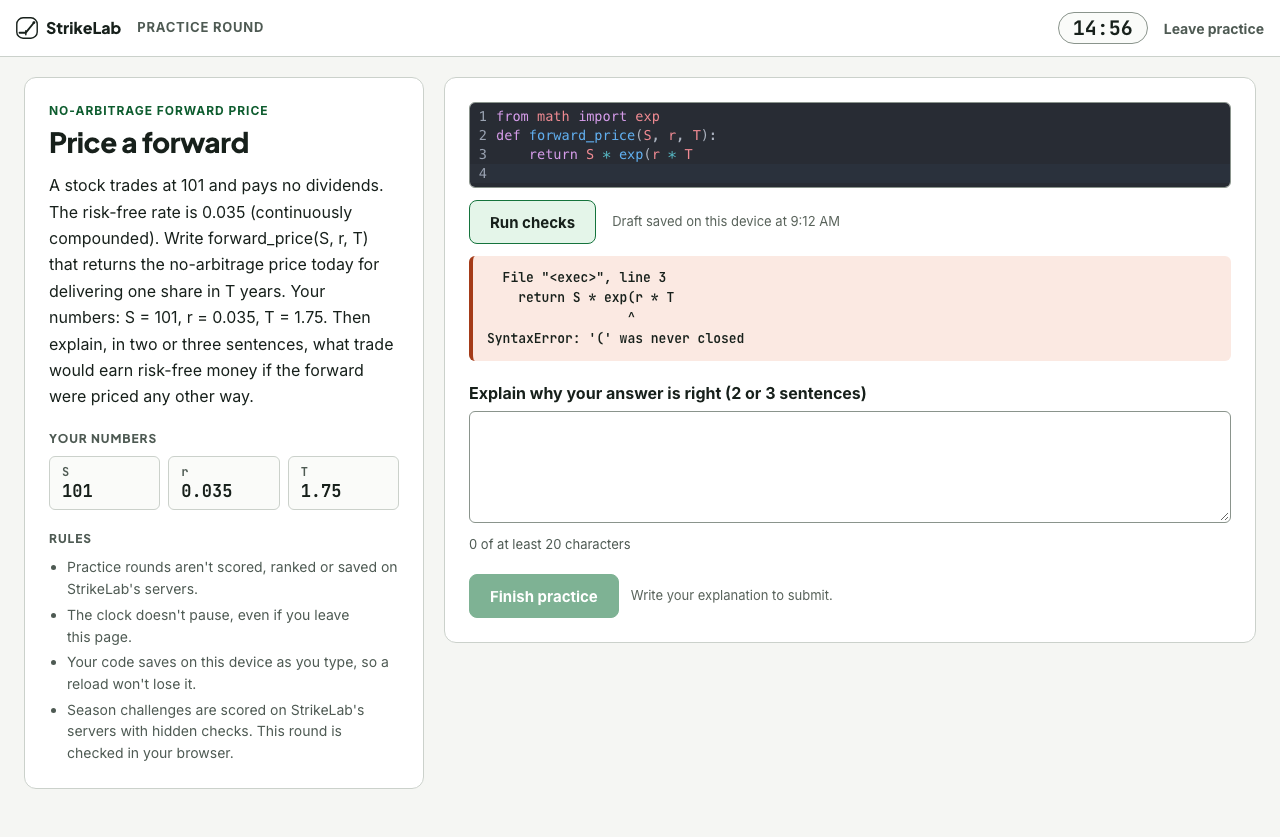 StrikeLab PRACTICE ROUND 14:56 Leave practice
NO-ARBITRAGE FORWARD PRICE
Price a forward
A stock trades at 101 and pays no dividends.
The risk-free rate is 0.035 (continuously
compounded). Write forward_price(S, r, T)
that returns the no-arbitrage price today for
delivering one share in T years. Your
numbers: S = 101, r = 0.035, T = 1.75. Then
explain, in two or three sentences, what trade
would earn risk-free money if the forward
were priced any other way.
YOUR NUMBERS
S
101
r
0.035
T
1.75
RULES
• Practice rounds aren't scored, ranked or saved on
StrikeLab's servers.
• The clock doesn't pause, even if you leave
this page.
• Your code saves on this device as you type, so a
reload won't lose it.
• Season challenges are scored on StrikeLab's
servers with hidden checks. This round is
checked in your browser.
1 from math import exp
2 def forward_price(S, r, T):
3     return S * exp(r * T
4
Run checks Draft saved on this device at 9:12 AM
  File "<exec>", line 3
    return S * exp(r * T
                  ^
SyntaxError: '(' was never closed
Explain why your answer is right (2 or 3 sentences)
0 of at least 20 characters
Finish practice Write your explanation to submit.